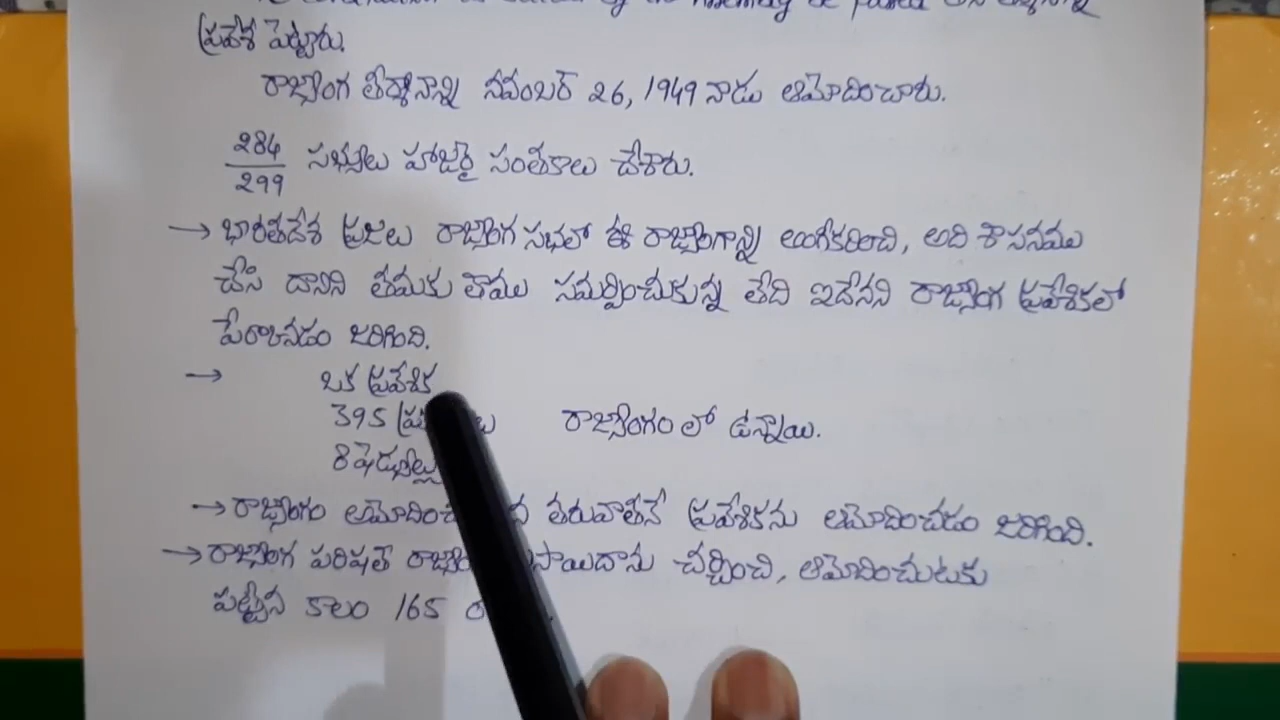 ప్రవేశ పెట్టారు.
రాజ్యాంగ తీర్మానాన్ని నవంబర్ 26, 1949 నాడు ఆమోదించారు.
284/299 సభ్యులు హాజరై సంతకాలు చేశారు.
→ భారతదేశ ప్రజలు రాజ్యాంగ సభలో ఈ రాజ్యాంగాన్ని అంగీకరించి, అది శాసనము
చేసి దానిని తమకు తాము సమర్పించుకున్న తేది ఇదేనని రాజ్యాంగ ప్రవేశికలో
పేర్కొనడం జరిగింది.
→ ఒక ప్రవేశిక
395 రాజ్యాంగం లో ఉన్నాయి.
8 షెడ్యూల్లు
→ రాజ్యాంగం తరువాతనే ప్రవేశికను ఆమోదించడం జరిగింది.
→ రాజ్యాంగ పరిషత్ చర్చించి, ఆమోదించుటకు
పట్టిన కాలం 165